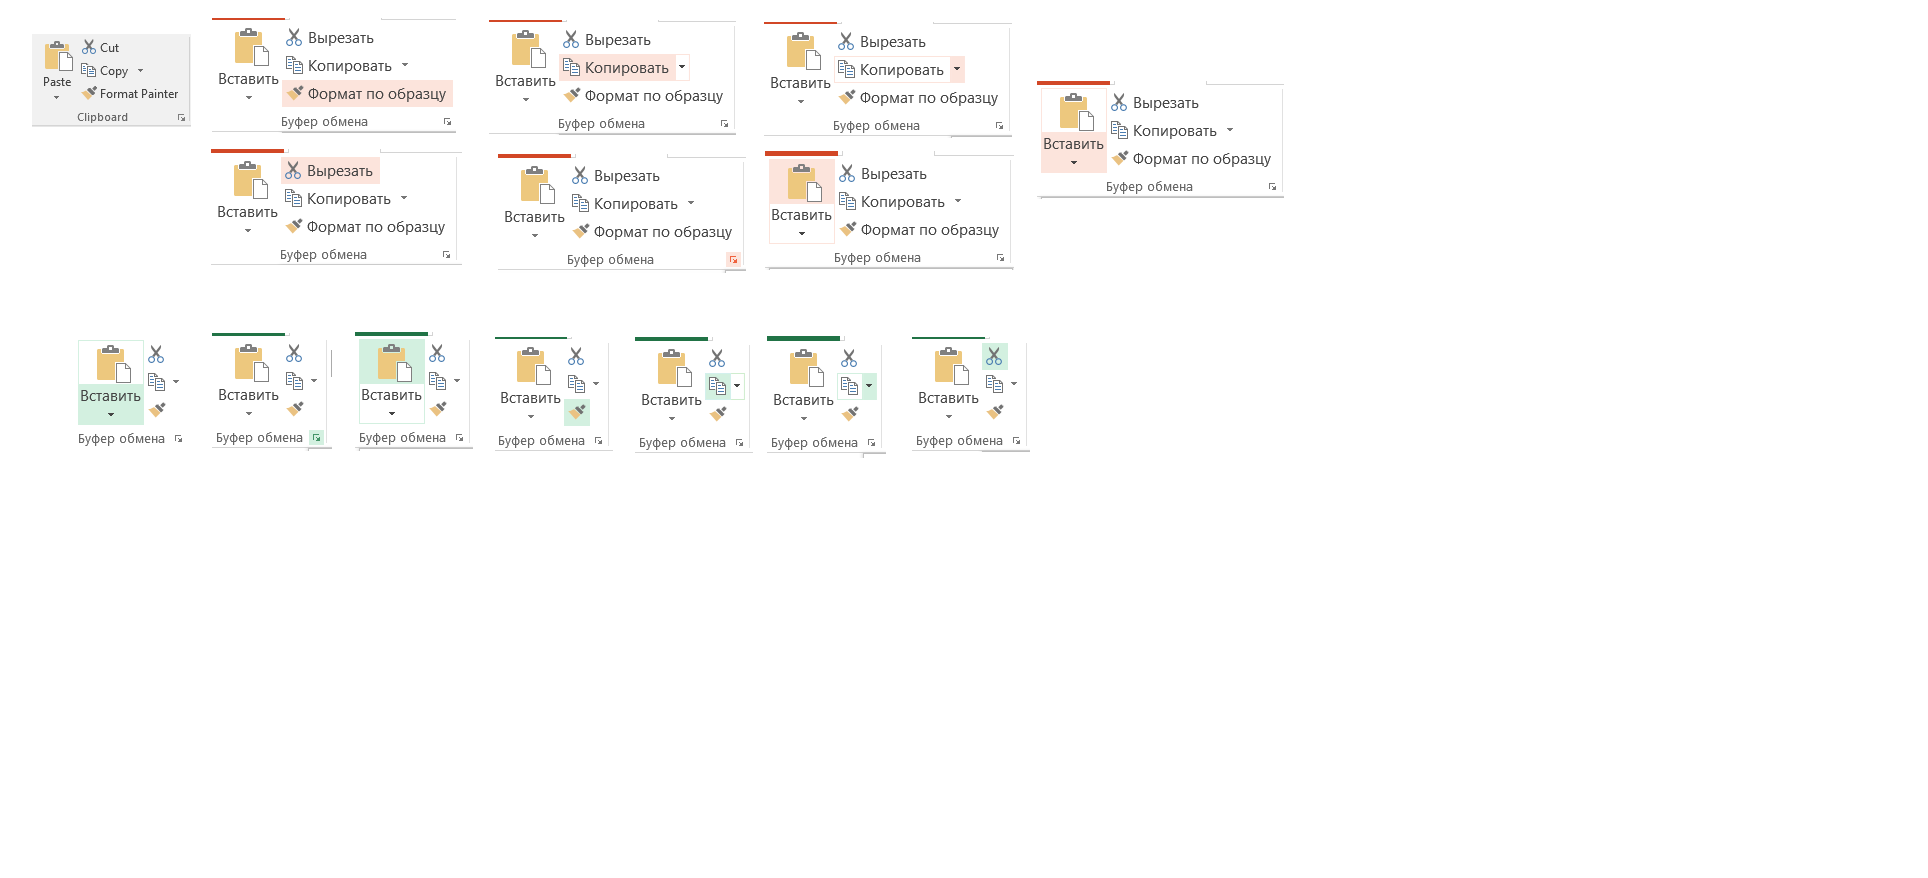 Cut
Copy
Paste
Format Painter
Clipboard
Вырезать
Копировать
Вставить
Формат по образцу
Буфер обмена
Вырезать
Копировать
Вставить
Формат по образцу
Буфер обмена
Вырезать
Копировать
Вставить
Формат по образцу
Буфер обмена
Вырезать
Копировать
Вставить
Формат по образцу
Буфер обмена
Вырезать
Копировать
Вставить
Формат по образцу
Буфер обмена
Вырезать
Копировать
Вставить
Формат по образцу
Буфер обмена
Вырезать
Копировать
Вставить
Формат по образцу
Буфер обмена
Вставить
Буфер обмена
Вставить
Буфер обмена
Вставить
Буфер обмена
Вставить
Буфер обмена
Вставить
Буфер обмена
Вставить
Буфер обмена
Вставить
Буфер обмена